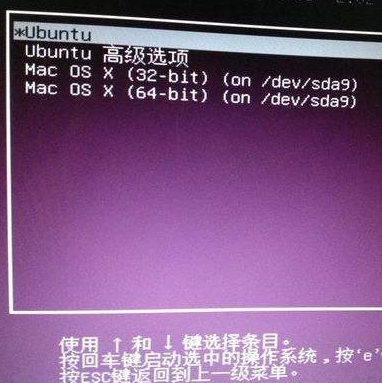 *Ubuntu
Ubuntu 高级选项
Mac OS X (32-bit) (on /dev/sda9)
Mac OS X (64-bit) (on /dev/sda9)
使用 ↑ 和 ↓ 键选择条目。
按回车键启动选中的操作系统，按‘e’
按ESC键返回到上一级菜单。